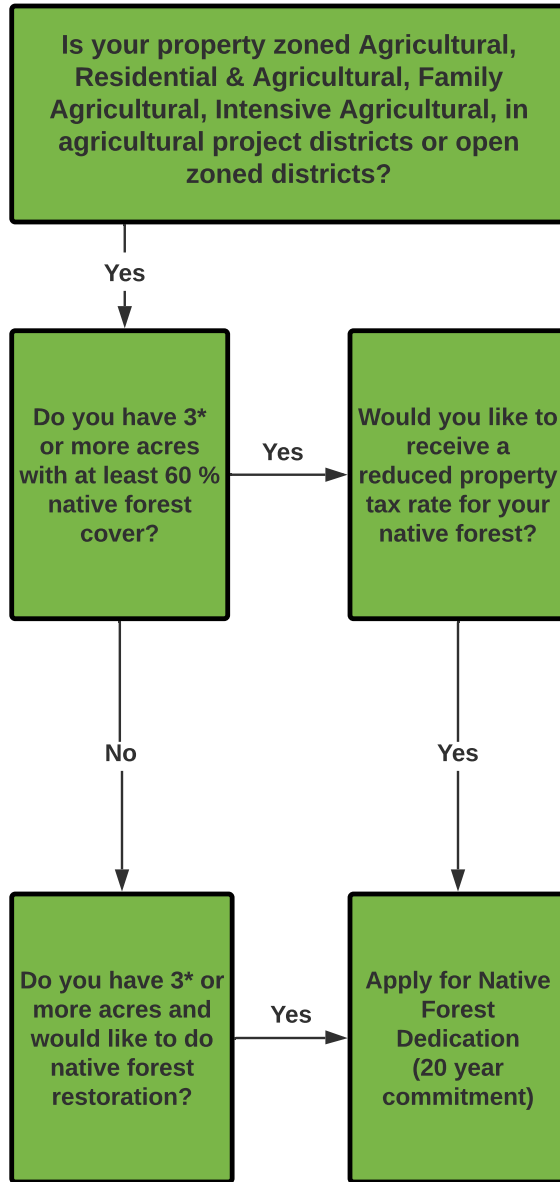 Is your property zoned Agricultural,
Residential & Agricultural, Family
Agricultural, Intensive Agricultural, in
agricultural project districts or open
zoned districts?
Yes
Do you have 3*
or more acres
with at least 60 %
native forest
cover?
Yes
Would you like to
receive a
reduced property
tax rate for your
native forest?
No
Yes
Do you have 3* or
more acres and
would like to do
native forest
restoration?
Yes
Apply for Native
Forest
Dedication
(20 year
commitment)